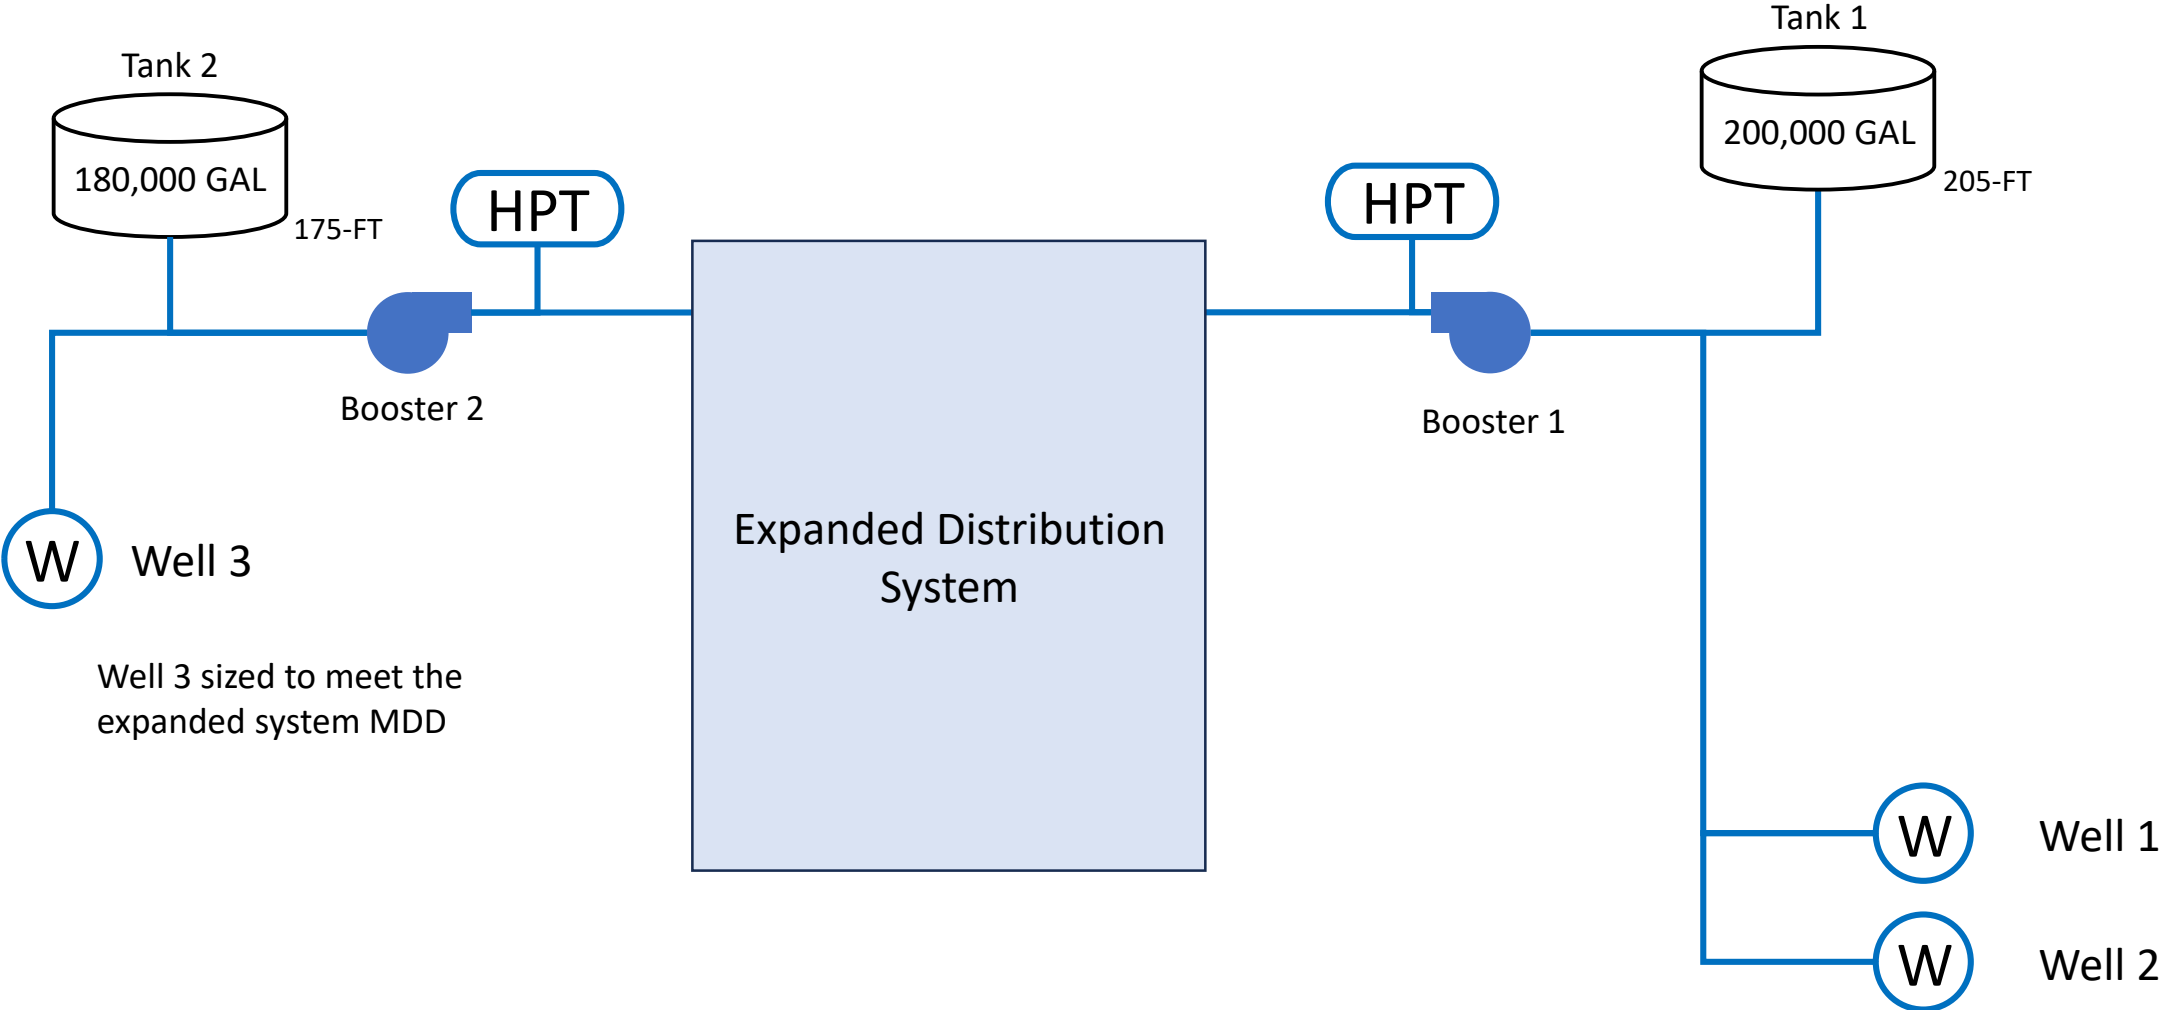 Tank 1
Tank 2
200,000 GAL
180,000 GAL
205-FT
175-FT
HPT
HPT
Booster 2
Booster 1
Expanded Distribution
System
W
Well 3
Well 3 sized to meet the
expanded system MDD
W
Well 1
W
Well 2